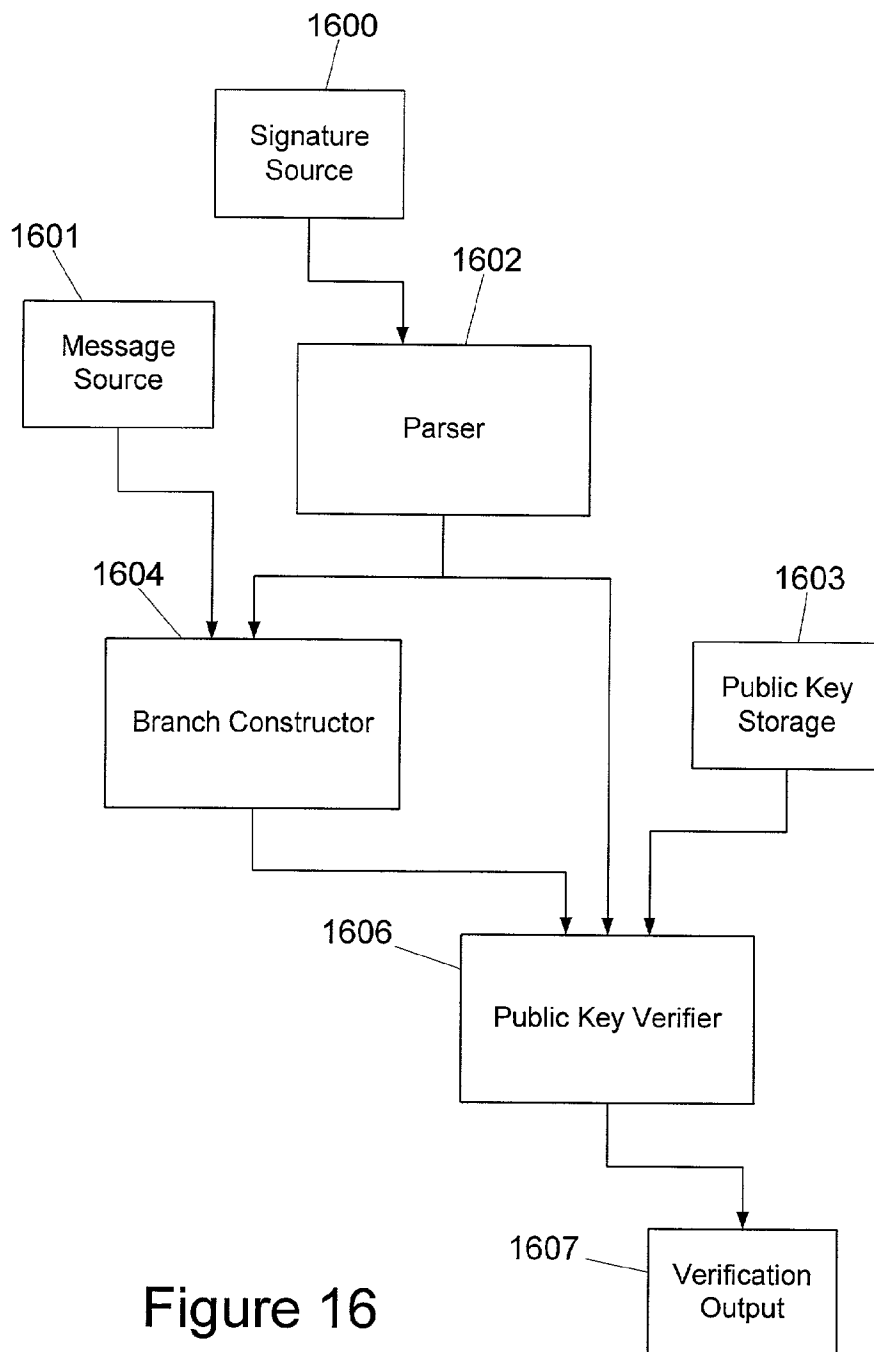 1600
Signature
Source
1601
Message
Source
1602
Parser
1604
Branch Constructor
1603
Public Key
Storage
1606
Public Key Verifier
1607
Verification
Output
Figure 16